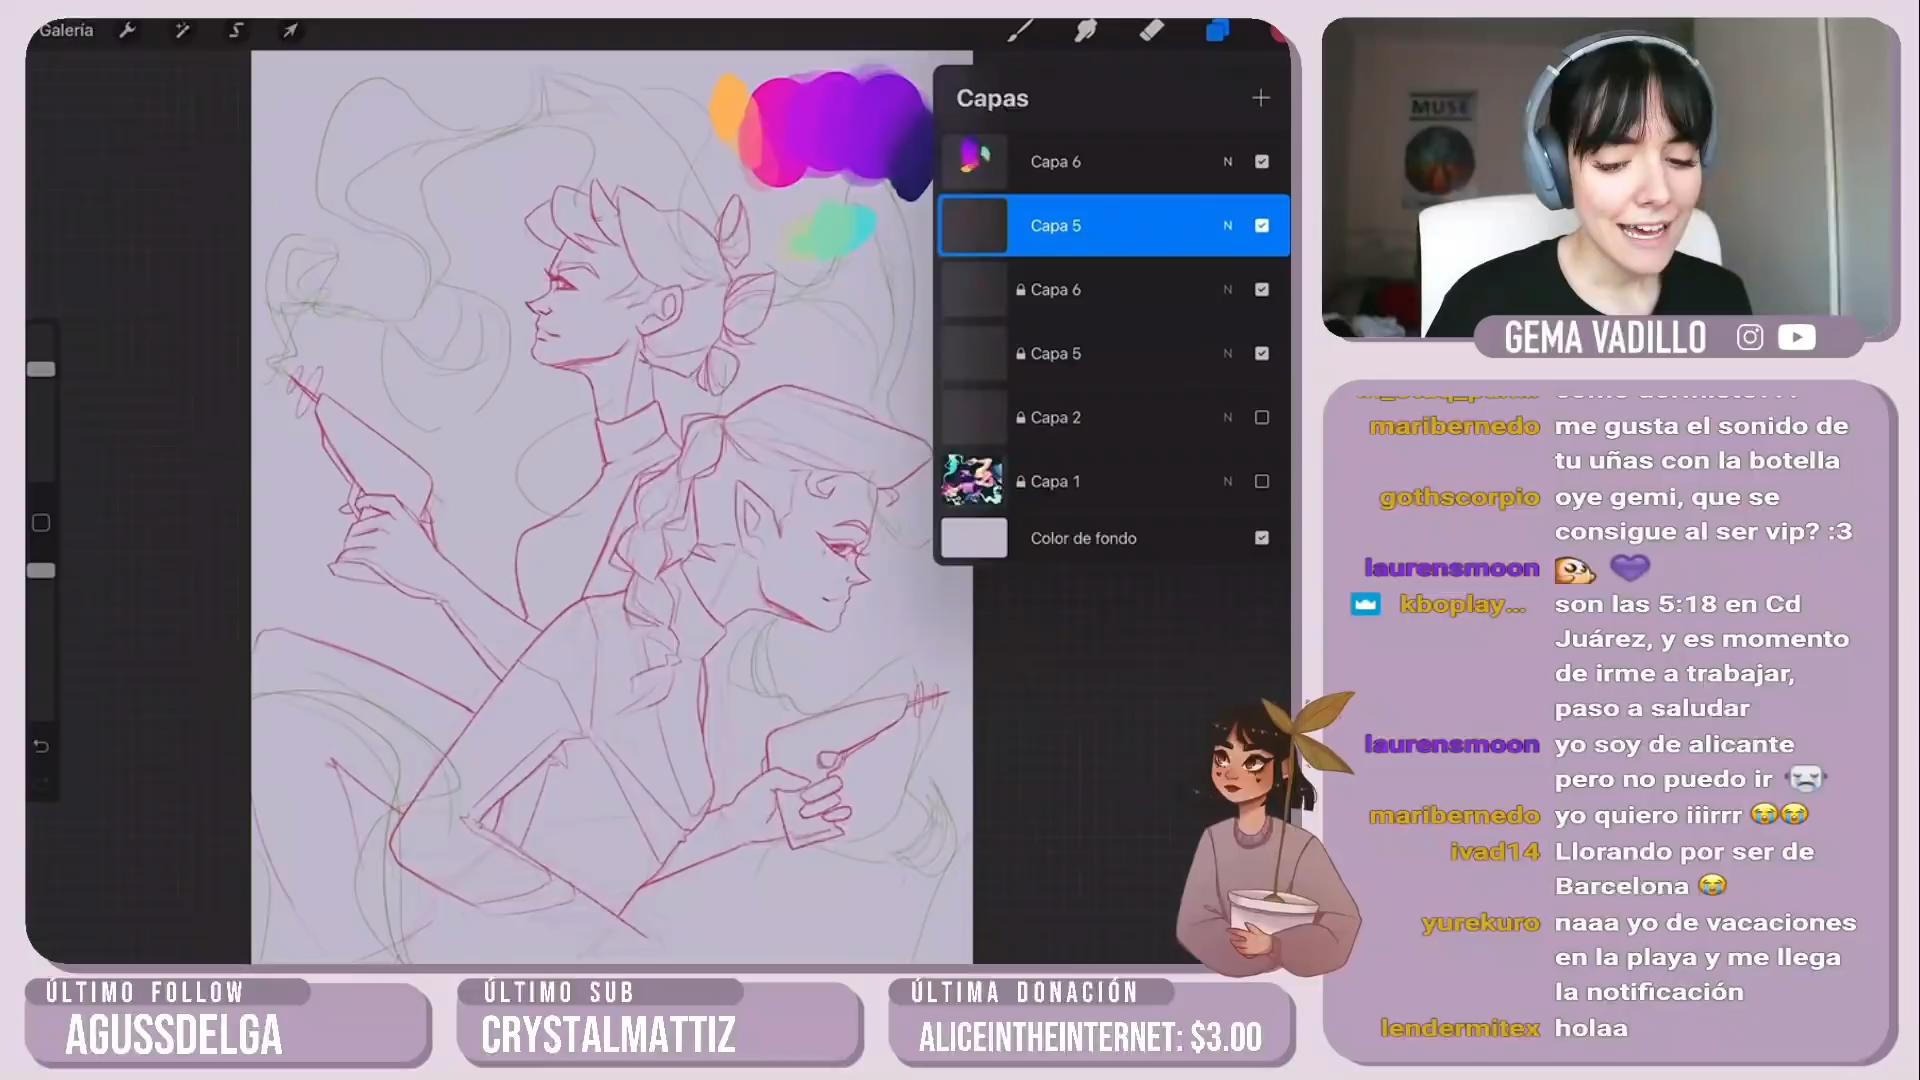 Galería
Capas
Capa 6 N
Capa 5 N
Capa 6 N
Capa 5 N
Capa 2 N
Capa 1 N
Color de fondo
MUSE
GEMA VADILLO
maribernedo me gusta el sonido de
tu uñas con la botella
gothscorpio oye gemi, que se
consigue al ser vip? :3
laurensmoon
kboplay... son las 5:18 en Cd
Juárez, y es momento
de irme a trabajar,
paso a saludar
laurensmoon yo soy de alicante
pero no puedo ir
maribernedo yo quiero iiirrr 😭😭
ivad14 Llorando por ser de
Barcelona 😭
yurekuro naaa yo de vacaciones
en la playa y me llega
la notificación
lendermitex holaa
ÚLTIMO FOLLOW
AGUSSDELGA
ÚLTIMO SUB
CRYSTALMATTIZ
ÚLTIMA DONACIÓN
ALICEINTHEINTERNET: $3.00